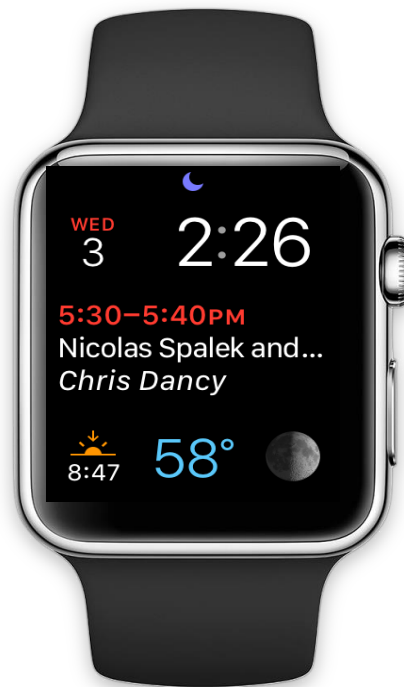 WED
3
2:26
5:30–5:40PM
Nicolas Spalek and...
Chris Dancy
8:47
58°